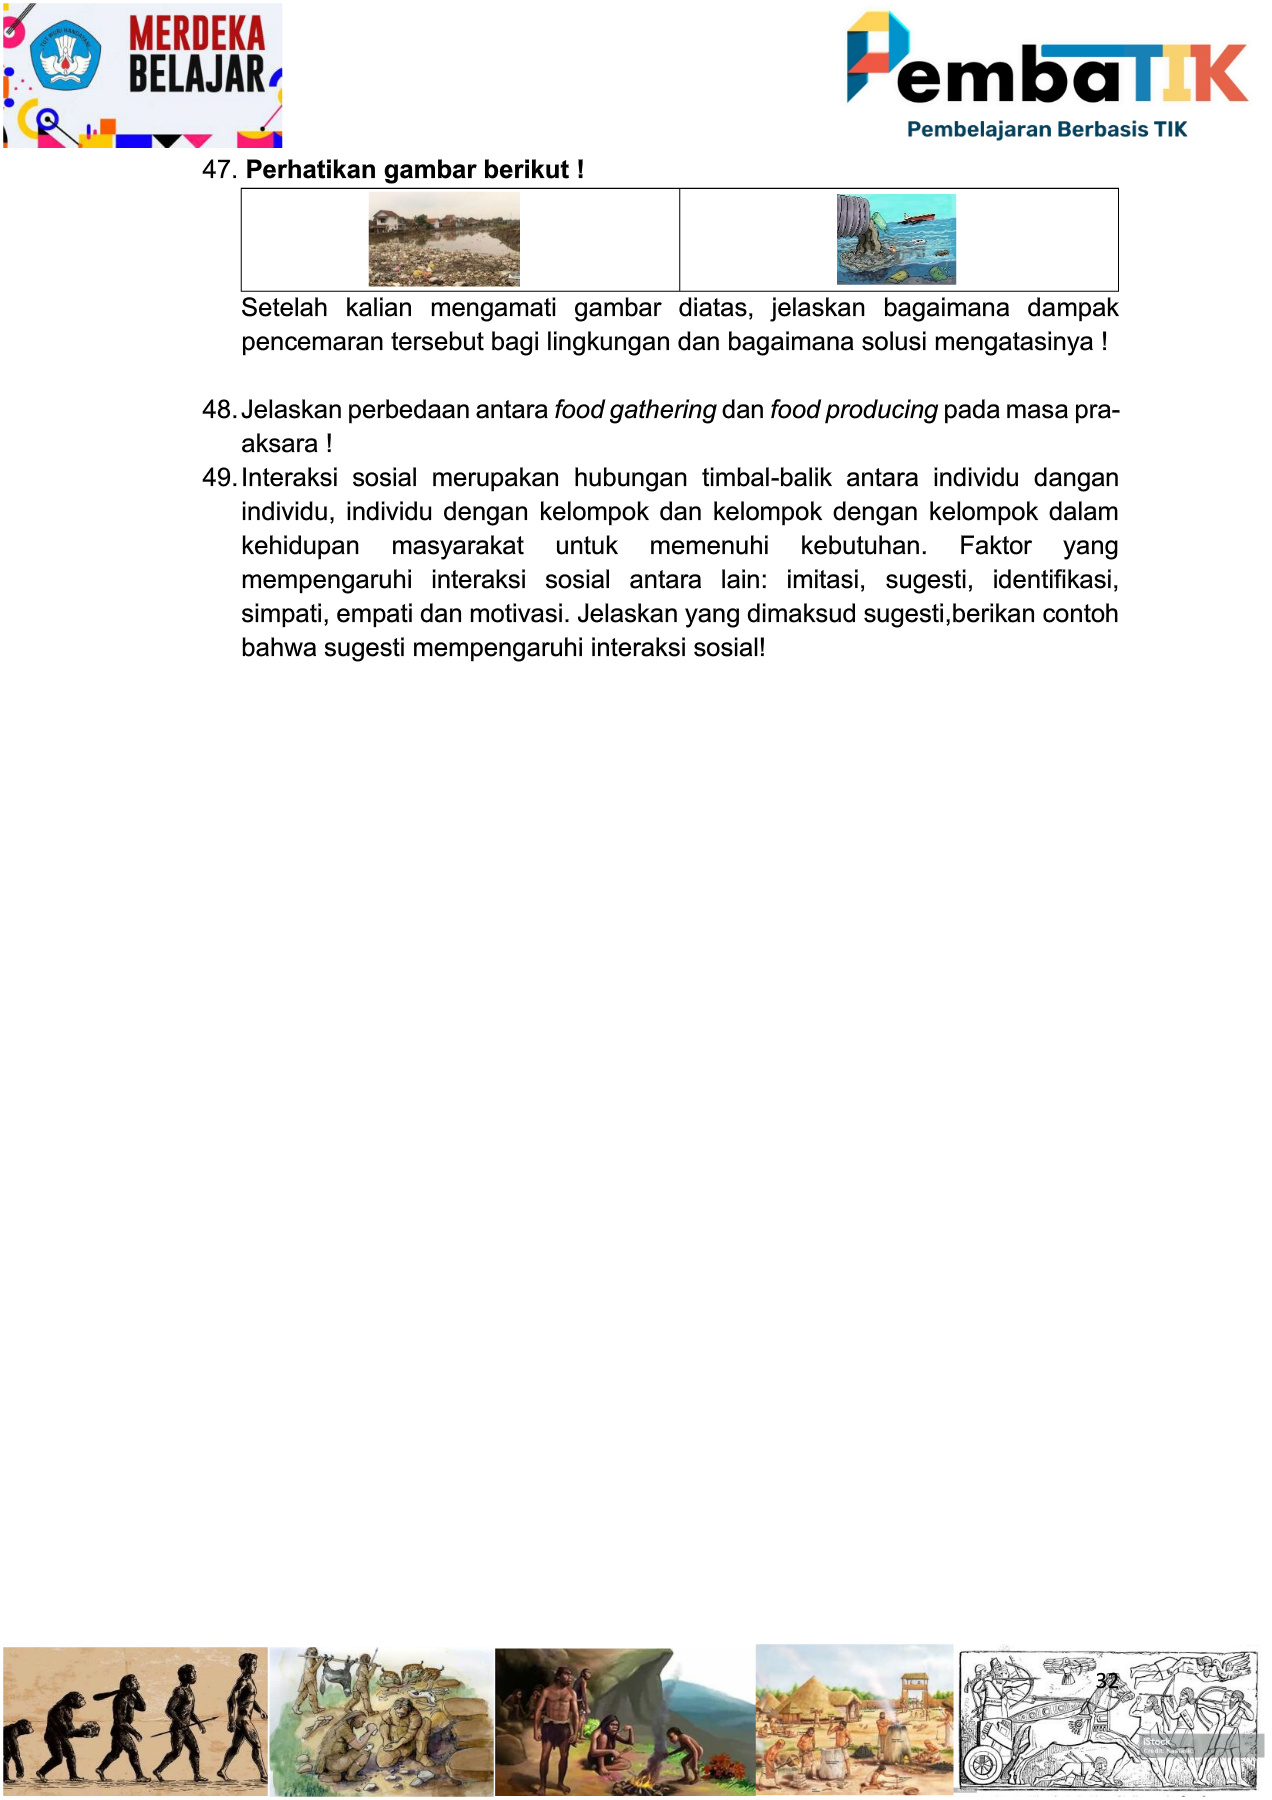 MERDEKA
BELAJAR
PembaTIK
Pembelajaran Berbasis TIK
47. Perhatikan gambar berikut !
Setelah kalian mengamati gambar diatas, jelaskan bagaimana dampak
pencemaran tersebut bagi lingkungan dan bagaimana solusi mengatasinya !
48. Jelaskan perbedaan antara food gathering dan food producing pada masa pra-
aksara !
49. Interaksi sosial merupakan hubungan timbal-balik antara individu dangan
individu, individu dengan kelompok dan kelompok dengan kelompok dalam
kehidupan masyarakat untuk memenuhi kebutuhan. Faktor yang
mempengaruhi interaksi sosial antara lain: imitasi, sugesti, identifikasi,
simpati, empati dan motivasi. Jelaskan yang dimaksud sugesti,berikan contoh
bahwa sugesti mempengaruhi interaksi sosial!
32
iStock